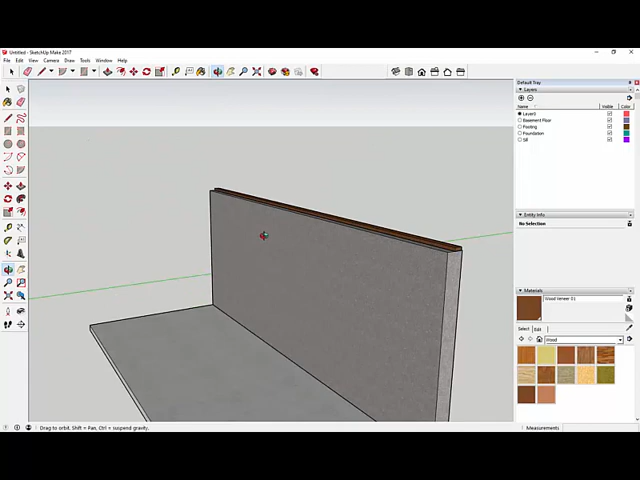 Untitled - SketchUp Make 2017
File Edit View Camera Draw Tools Window Help
Default Tray
Layers
Name Visible Color
Layer0
Basement Floor
Footing
Foundation
Sill
Entity Info
No Selection
Materials
Wood Veneer 01
Select Edit
Wood
Drag to orbit. Shift = Pan, Ctrl = suspend gravity.
Measurements